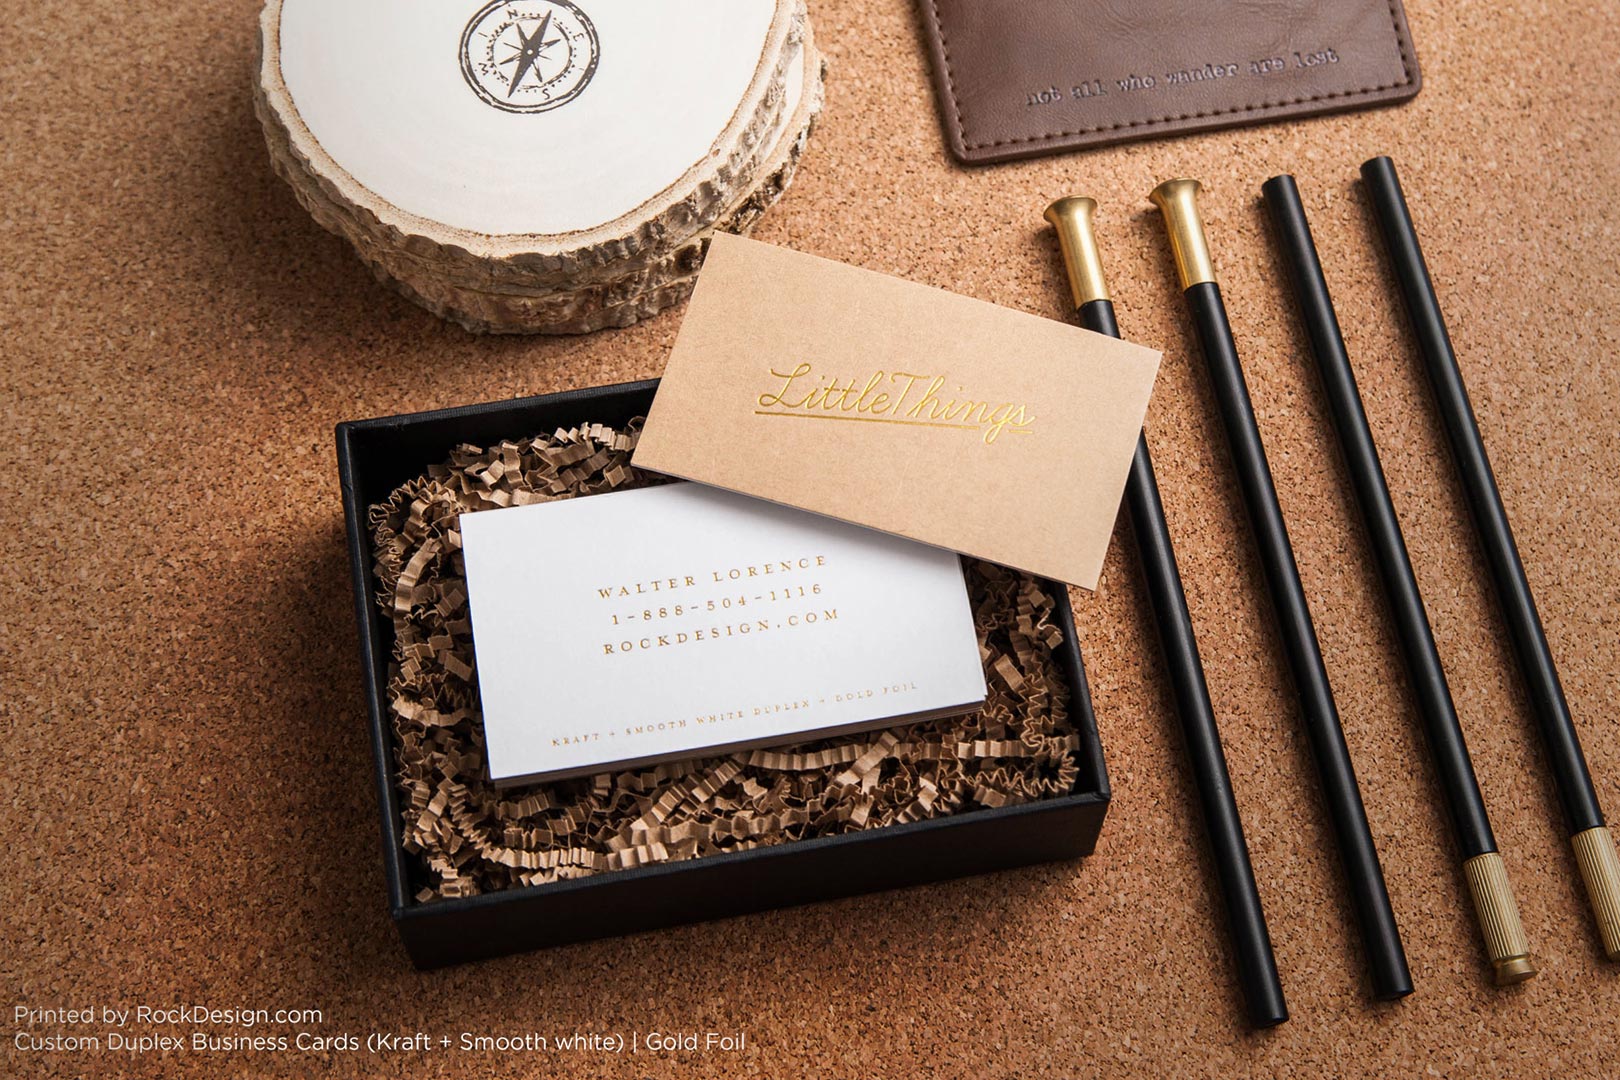 N
E
S
W
not all who wander are lost
LittleThings
WALTER LORENCE
1-888-504-1116
ROCKDESIGN.COM
KRAFT + SMOOTH WHITE DUPLEX + GOLD FOIL
Printed by RockDesign.com
Custom Duplex Business Cards (Kraft + Smooth white) | Gold Foil